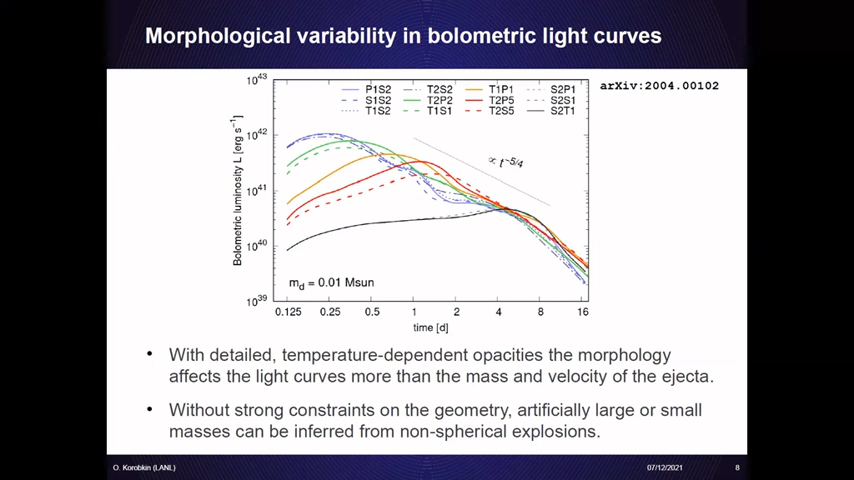 Morphological variability in bolometric light curves
arXiv:2004.00102
10^43
10^42
10^41
10^40
10^39
Bolometric luminosity L [erg s^-1]
P1S2 T2S2 T1P1 S2P1
S1S2 T2P2 T2P5 S2S1
T1S2 T1S1 T2S5 S2T1
∝ t^-5/4
m_d = 0.01 Msun
0.125 0.25 0.5 1 2 4 8 16
time [d]
• With detailed, temperature-dependent opacities the morphology
affects the light curves more than the mass and velocity of the ejecta.
• Without strong constraints on the geometry, artificially large or small
masses can be inferred from non-spherical explosions.
O. Korobkin (LANL) 07/12/2021 8